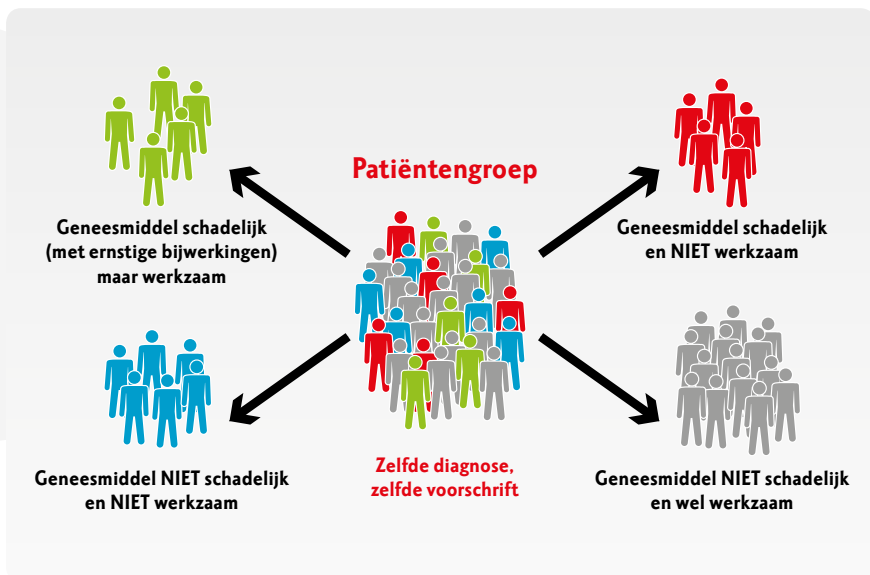 Patiëntengroep
Geneesmiddel schadelijk
(met ernstige bijwerkingen)
maar werkzaam
Geneesmiddel schadelijk
en NIET werkzaam
Geneesmiddel NIET schadelijk
en NIET werkzaam
Zelfde diagnose,
zelfde voorschrift
Geneesmiddel NIET schadelijk
en wel werkzaam